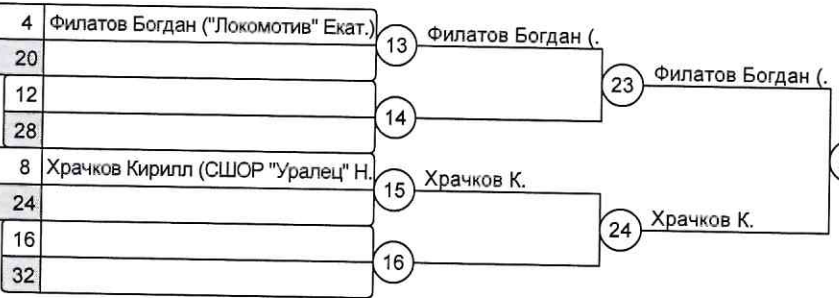 4 Филатов Богдан ("Локомотив" Екат.)
20
13 Филатов Богдан (.
12
28
14
23 Филатов Богдан (.
8 Храчков Кирилл (СШОР "Уралец" Н.
24
15 Храчков К.
16
32
16
24 Храчков К.